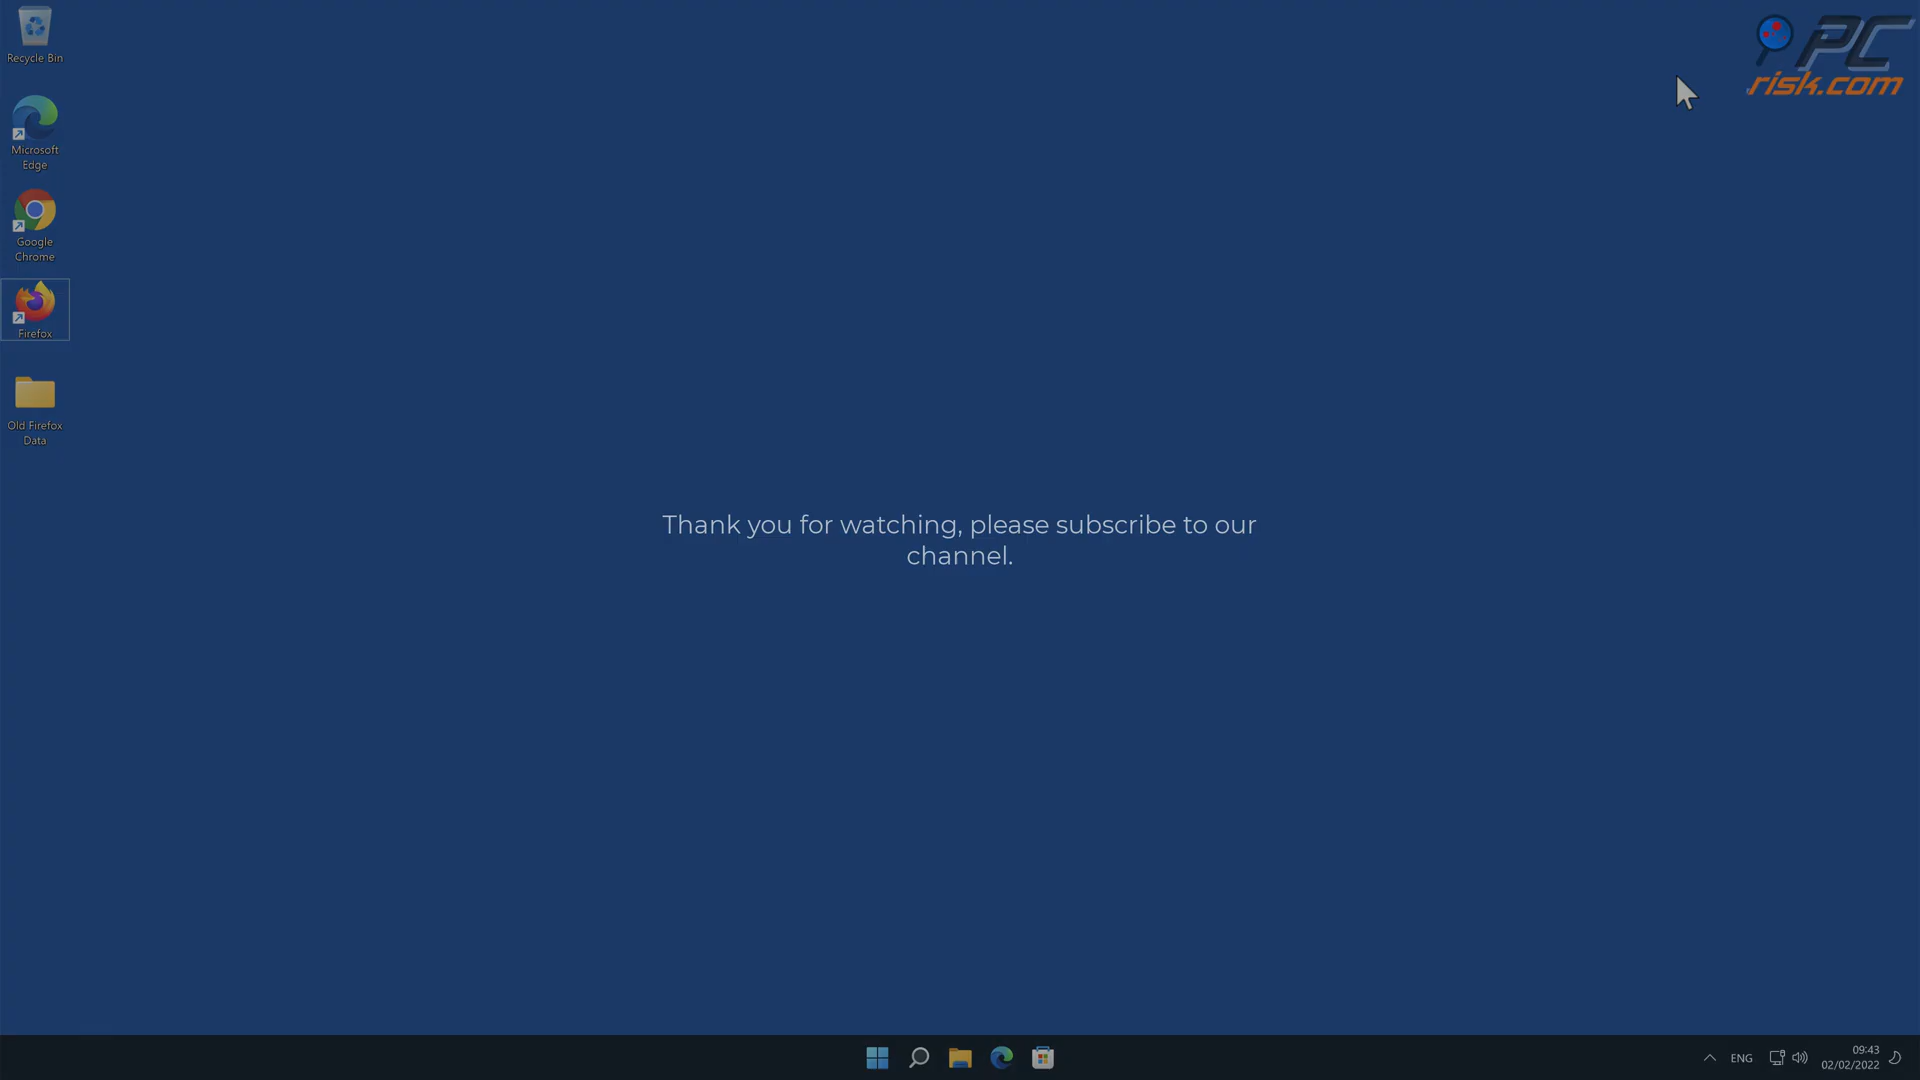 Recycle Bin
PC
risk.com
Microsoft
Edge
Google
Chrome
Firefox
Old Firefox
Data
Thank you for watching, please subscribe to our
channel.
ENG
09:43
02/02/2022